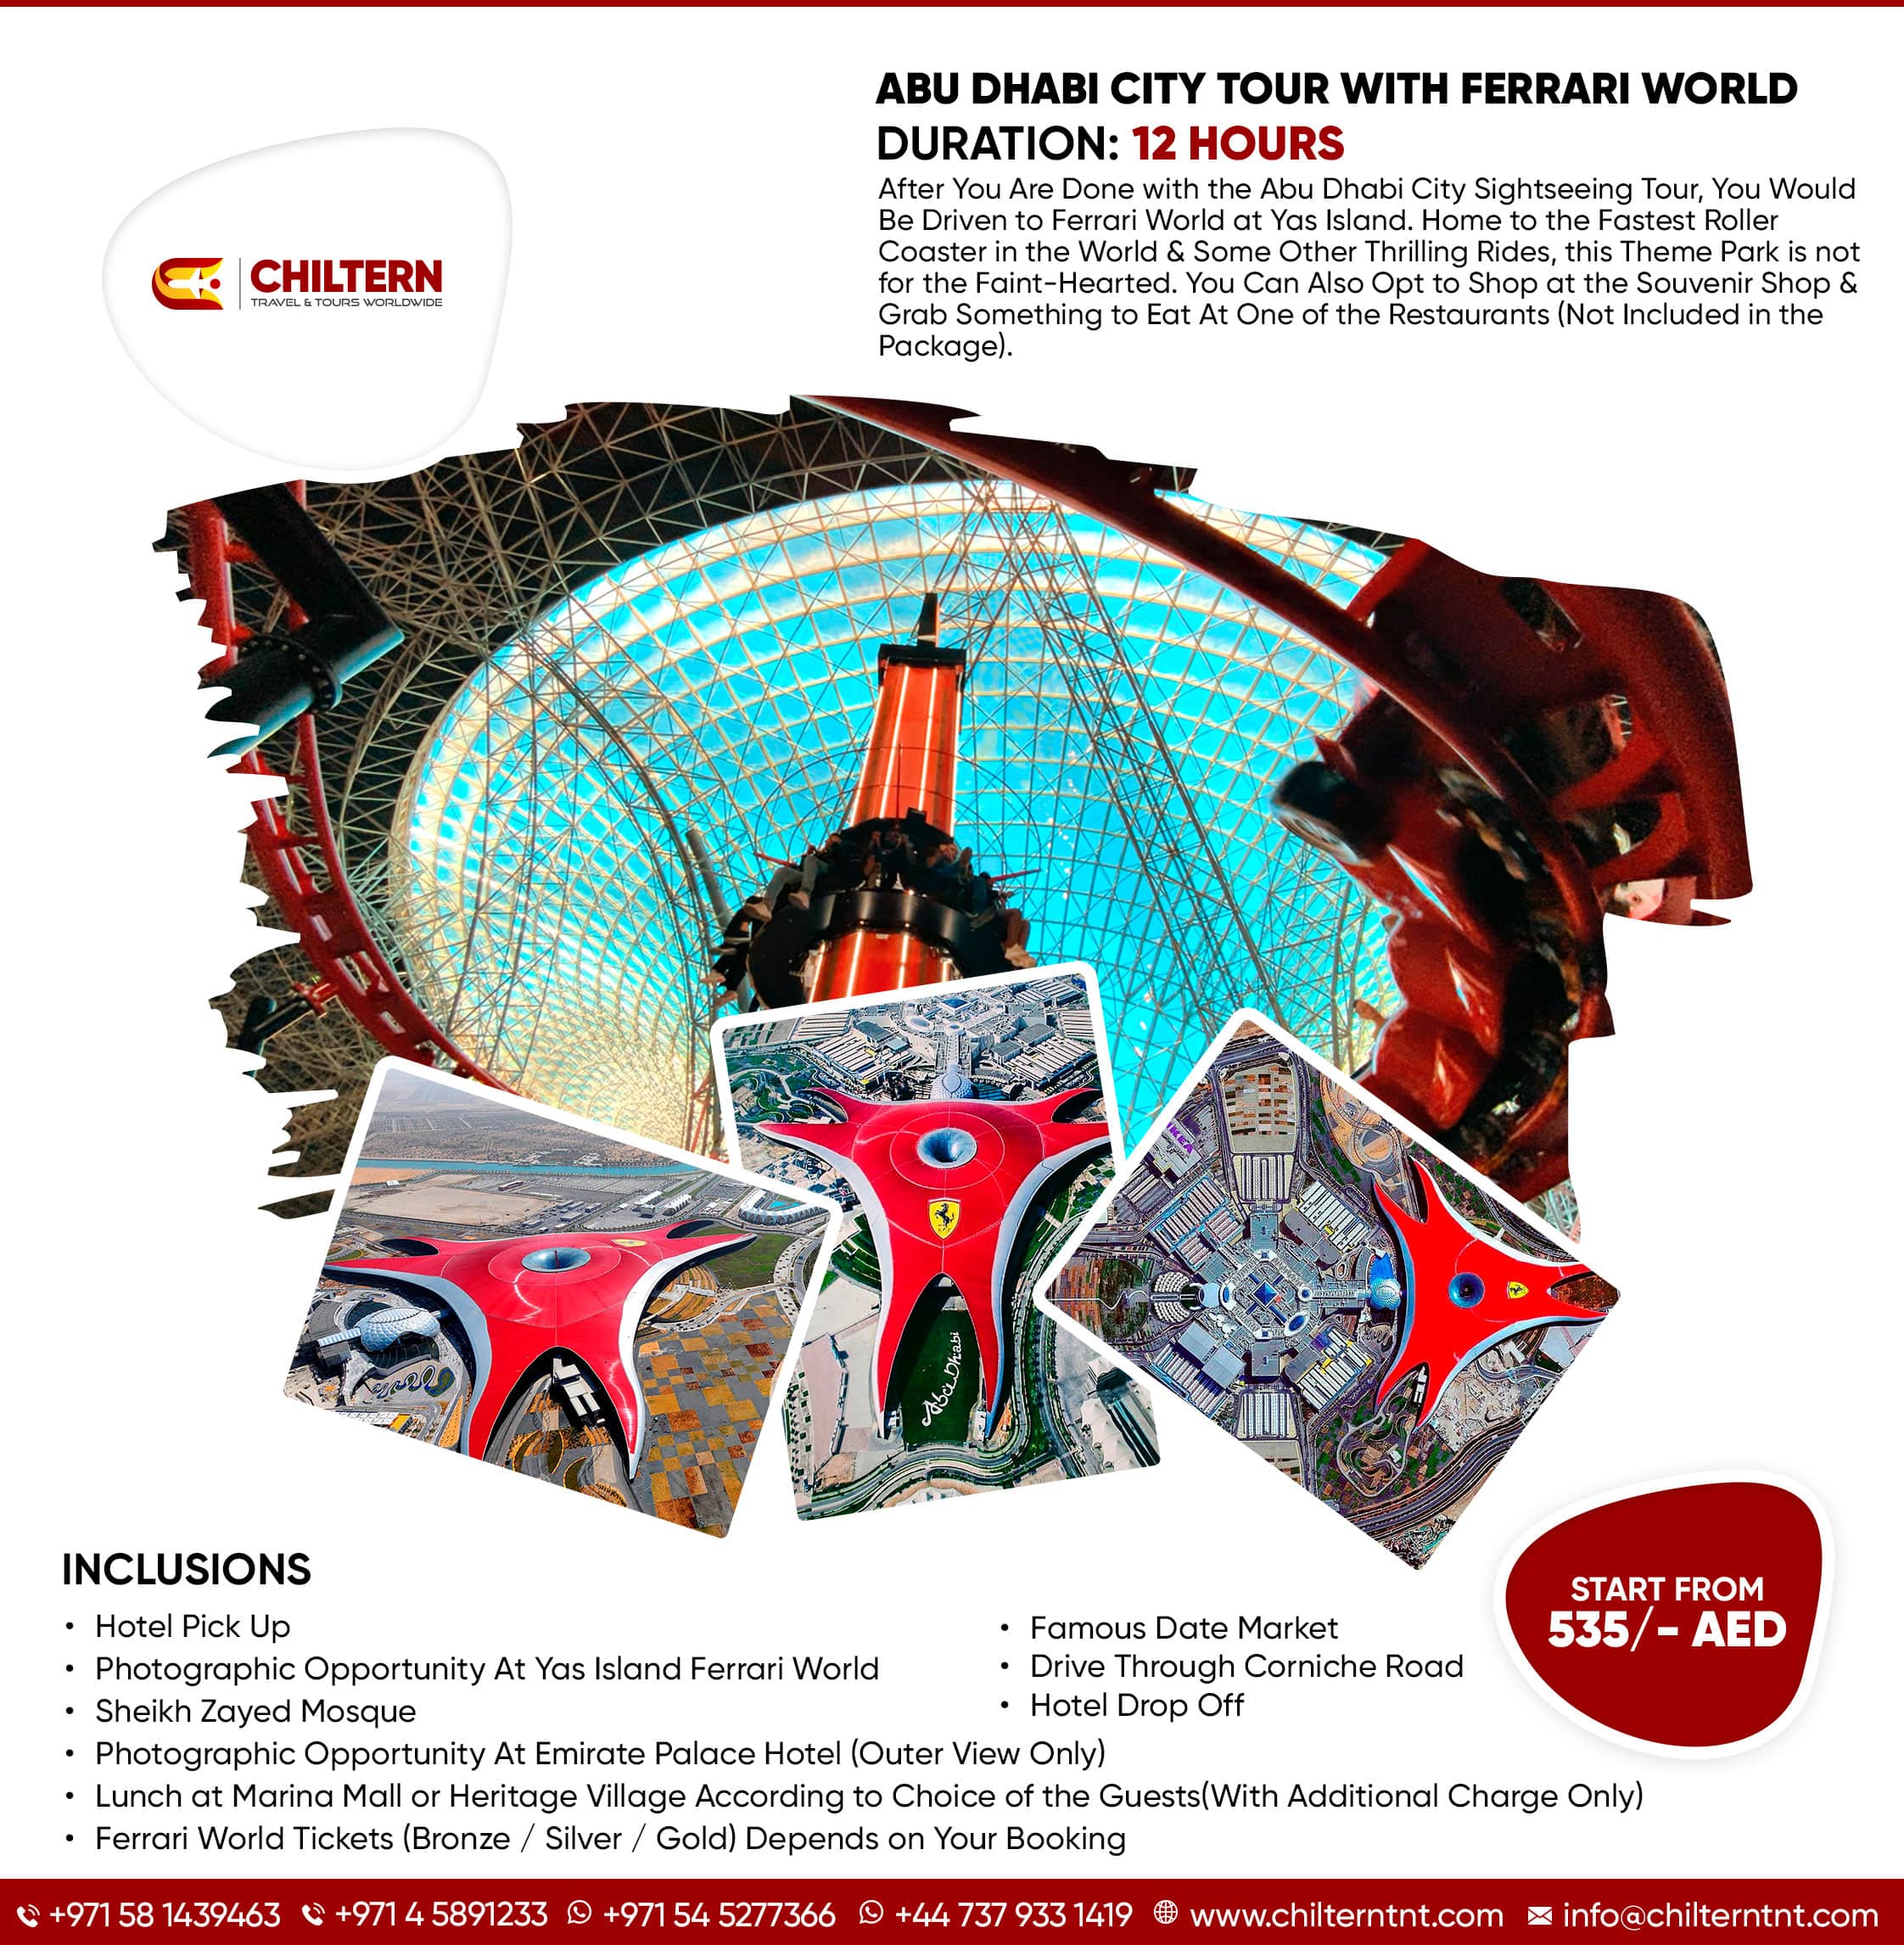 ABU DHABI CITY TOUR WITH FERRARI WORLD
DURATION: 12 HOURS
After You Are Done with the Abu Dhabi City Sightseeing Tour, You Would
Be Driven to Ferrari World at Yas Island. Home to the Fastest Roller
Coaster in the World & Some Other Thrilling Rides, this Theme Park is not
for the Faint-Hearted. You Can Also Opt to Shop at the Souvenir Shop &
Grab Something to Eat At One of the Restaurants (Not Included in the
Package).
CHILTERN
TRAVEL & TOURS WORLDWIDE
IKEA
Abu Dhabi
INCLUSIONS
• Hotel Pick Up
• Photographic Opportunity At Yas Island Ferrari World
• Sheikh Zayed Mosque
• Photographic Opportunity At Emirate Palace Hotel (Outer View Only)
• Lunch at Marina Mall or Heritage Village According to Choice of the Guests(With Additional Charge Only)
• Ferrari World Tickets (Bronze / Silver / Gold) Depends on Your Booking
• Famous Date Market
• Drive Through Corniche Road
• Hotel Drop Off
START FROM
535/- AED
+971 58 1439463 +971 4 5891233 +971 54 5277366 +44 737 933 1419 www.chilterntnt.com info@chilterntnt.com